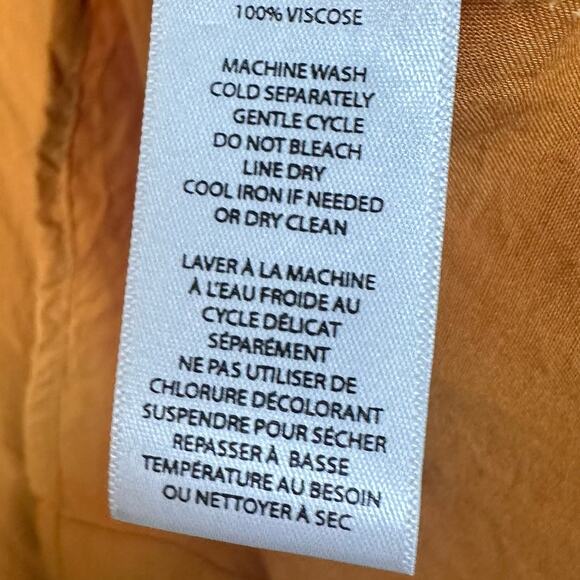 100% VISCOSE
MACHINE WASH
COLD SEPARATELY
GENTLE CYCLE
DO NOT BLEACH
LINE DRY
COOL IRON IF NEEDED
OR DRY CLEAN
LAVER À LA MACHINE
À L'EAU FROIDE AU
CYCLE DÉLICAT
SÉPARÉMENT
NE PAS UTILISER DE
CHLORURE DÉCOLORANT
SUSPENDRE POUR SÉCHER
REPASSER À BASSE
TEMPÉRATURE AU BESOIN
OU NETTOYER À SEC